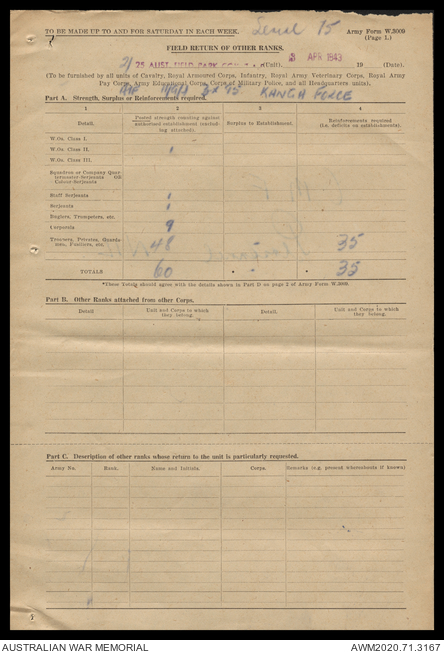 TO BE MADE UP TO AND FOR SATURDAY IN EACH WEEK. Serial 15 Army Form W.3009
(Page 1.)
FIELD RETURN OF OTHER RANKS.
2/ 25 AUST. FIELD PARK (Unit) 3 APR 1943 19 (Date).
(To be furnished by all units of Cavalry, Royal Armoured Corps, Infantry, Royal Army Veterinary Corps, Royal Army
Pay Corps, Army Educational Corps, Corps of Military Police, and all Headquarters units).
75 KANGA FORCE
Part A. Strength, Surplus or Reinforcements required.
1 2 3 4
Detail. Posted strength counting against authorised establishment (excluding attached). Surplus to Establishment. Reinforcements required (i.e. deficits on establishments).
W.Os. Class I.
W.Os. Class II. 1
W.Os. Class III.
Squadron or Company Quartermaster-Serjeants OR Colour-Serjeants
Staff Serjeants 1
Serjeants 1
Buglers, Trumpeters, etc.
Corporals 9
Troopers, Privates, Guardsmen, Fusiliers, etc. 48 - 35
TOTALS 60 - 35
*These Totals should agree with the details shown in Part II on page 2 of Army Form W.3009.
Part B. Other Ranks attached from other Corps.
Detail Unit and Corps to which they belong. Detail. Unit and Corps to which they belong.
Part C. Description of other ranks whose return to the unit is particularly requested.
Army No. Rank. Name and Initials. Corps. Remarks (e.g. present whereabouts if known)
AUSTRALIAN WAR MEMORIAL AWM2020.71.3167